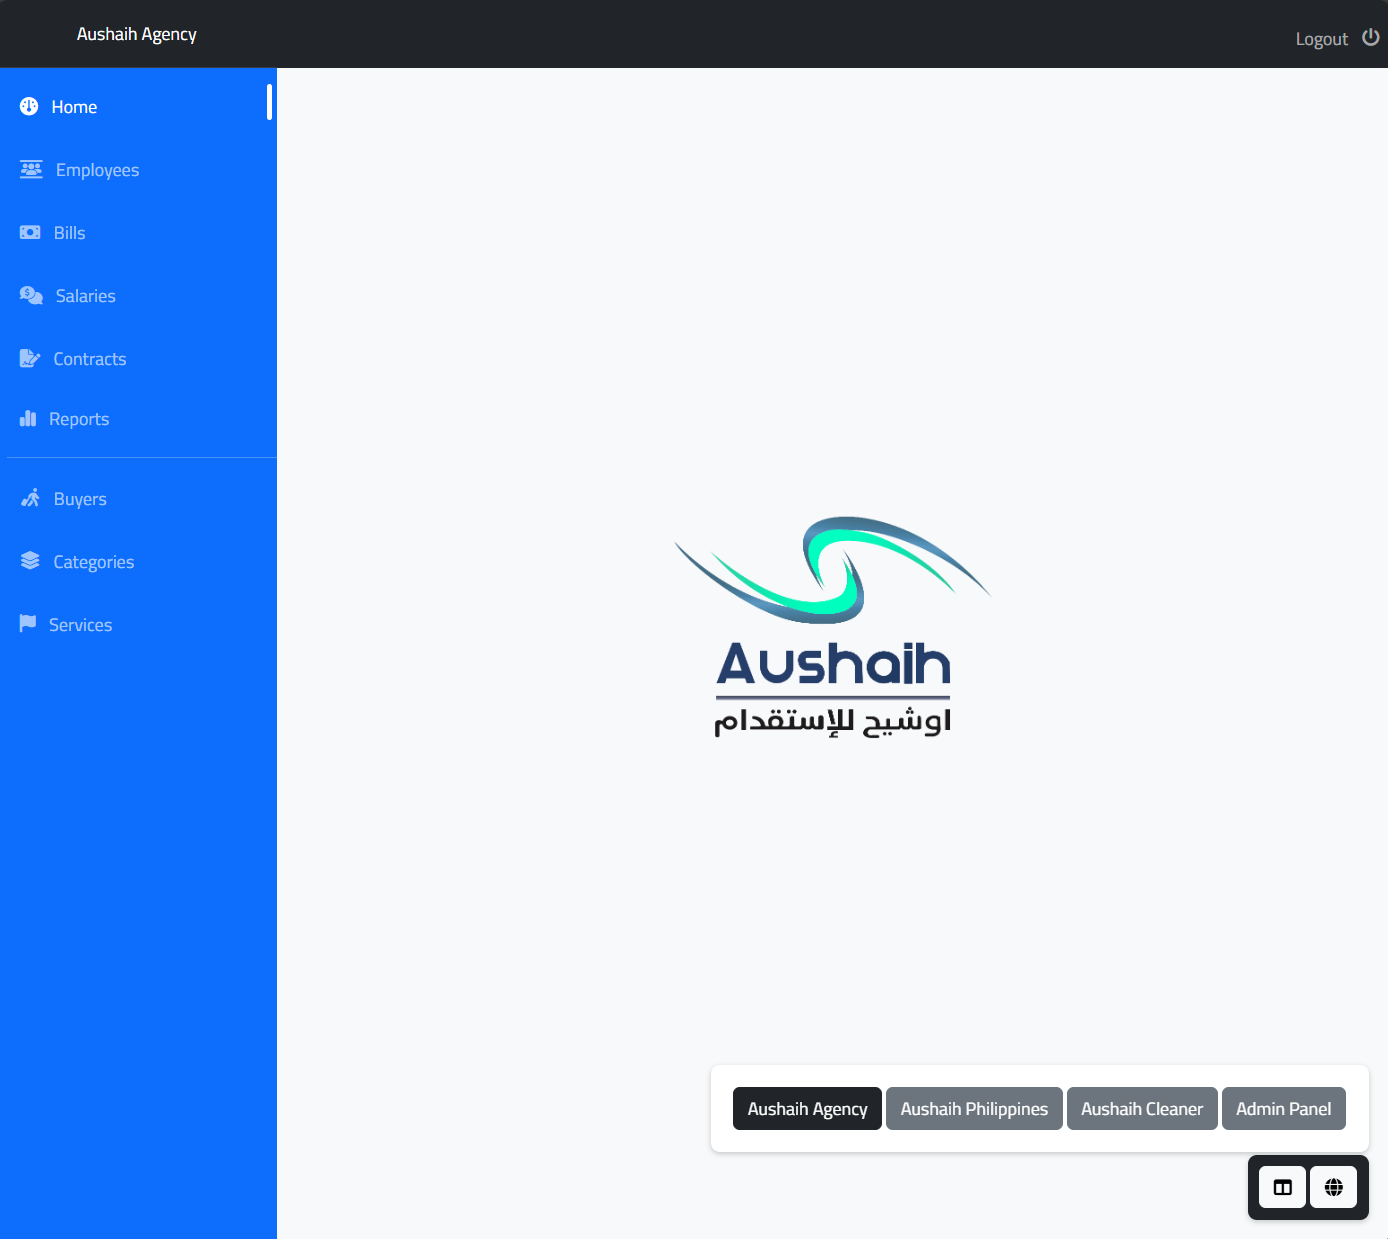 Aushaih Agency
Logout
Home
Employees
Bills
Salaries
Contracts
Reports
Buyers
Categories
Services
Aushaih
اوشيح للإستقدام
Aushaih Agency
Aushaih Philippines
Aushaih Cleaner
Admin Panel